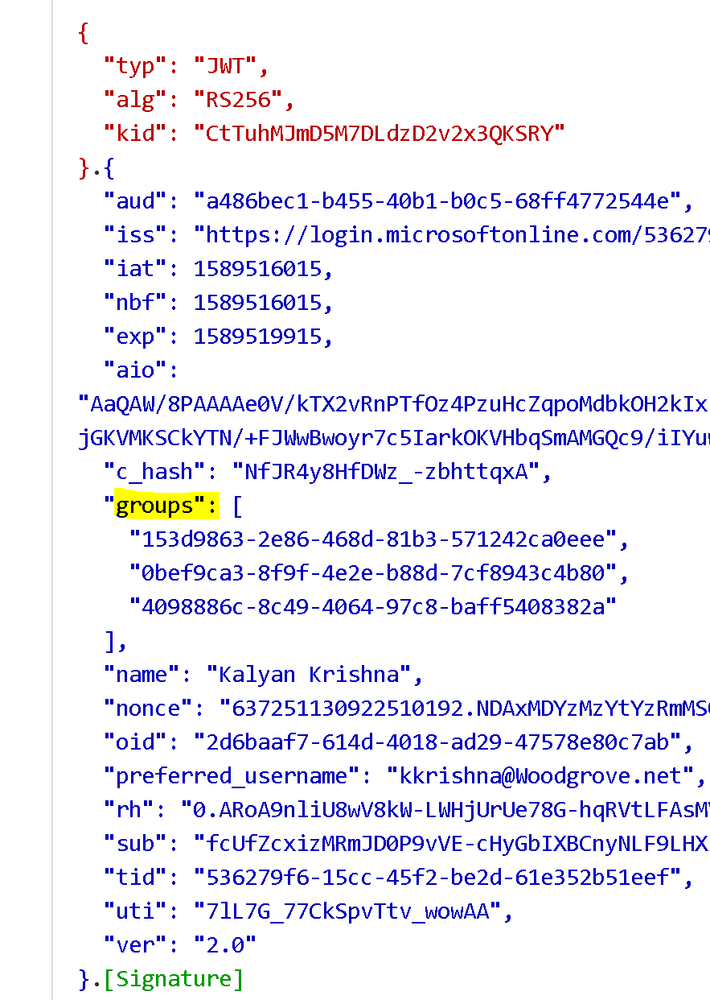 {
"typ": "JWT",
"alg": "RS256",
"kid": "CtTuhMJmD5M7DLdzD2v2x3QKSRY"
}.{
"aud": "a486bec1-b455-40b1-b0c5-68ff4772544e",
"iss": "https://login.microsoftonline.com/536279
"iat": 1589516015,
"nbf": 1589516015,
"exp": 1589519915,
"aio":
"AaQAW/8PAAAAe0V/kTX2vRnPTfOz4PzuHcZqpoMdbkOH2kIx
jGKVMKSCkYTN/+FJWwBwoyr7c5IarkOKVHbqSmAMGQc9/iIYu
"c_hash": "NfJR4y8HfDWz_-zbhttqxA",
"groups": [
"153d9863-2e86-468d-81b3-571242ca0eee",
"0bef9ca3-8f9f-4e2e-b88d-7cf8943c4b80",
"4098886c-8c49-4064-97c8-baff5408382a"
],
"name": "Kalyan Krishna",
"nonce": "637251130922510192.NDAxMDYzMzYtYzRmMS
"oid": "2d6baaf7-614d-4018-ad29-47578e80c7ab",
"preferred_username": "kkrishna@Woodgrove.net",
"rh": "0.ARoA9nliU8wV8kW-LWHjUrUe78G-hqRVtLFAsM
"sub": "fcUfZcxizMRmJD0P9vVE-cHyGbIXBCnyNLF9LHX
"tid": "536279f6-15cc-45f2-be2d-61e352b51eef",
"uti": "7lL7G_77CkSpvTtv_wowAA",
"ver": "2.0"
}.[Signature]